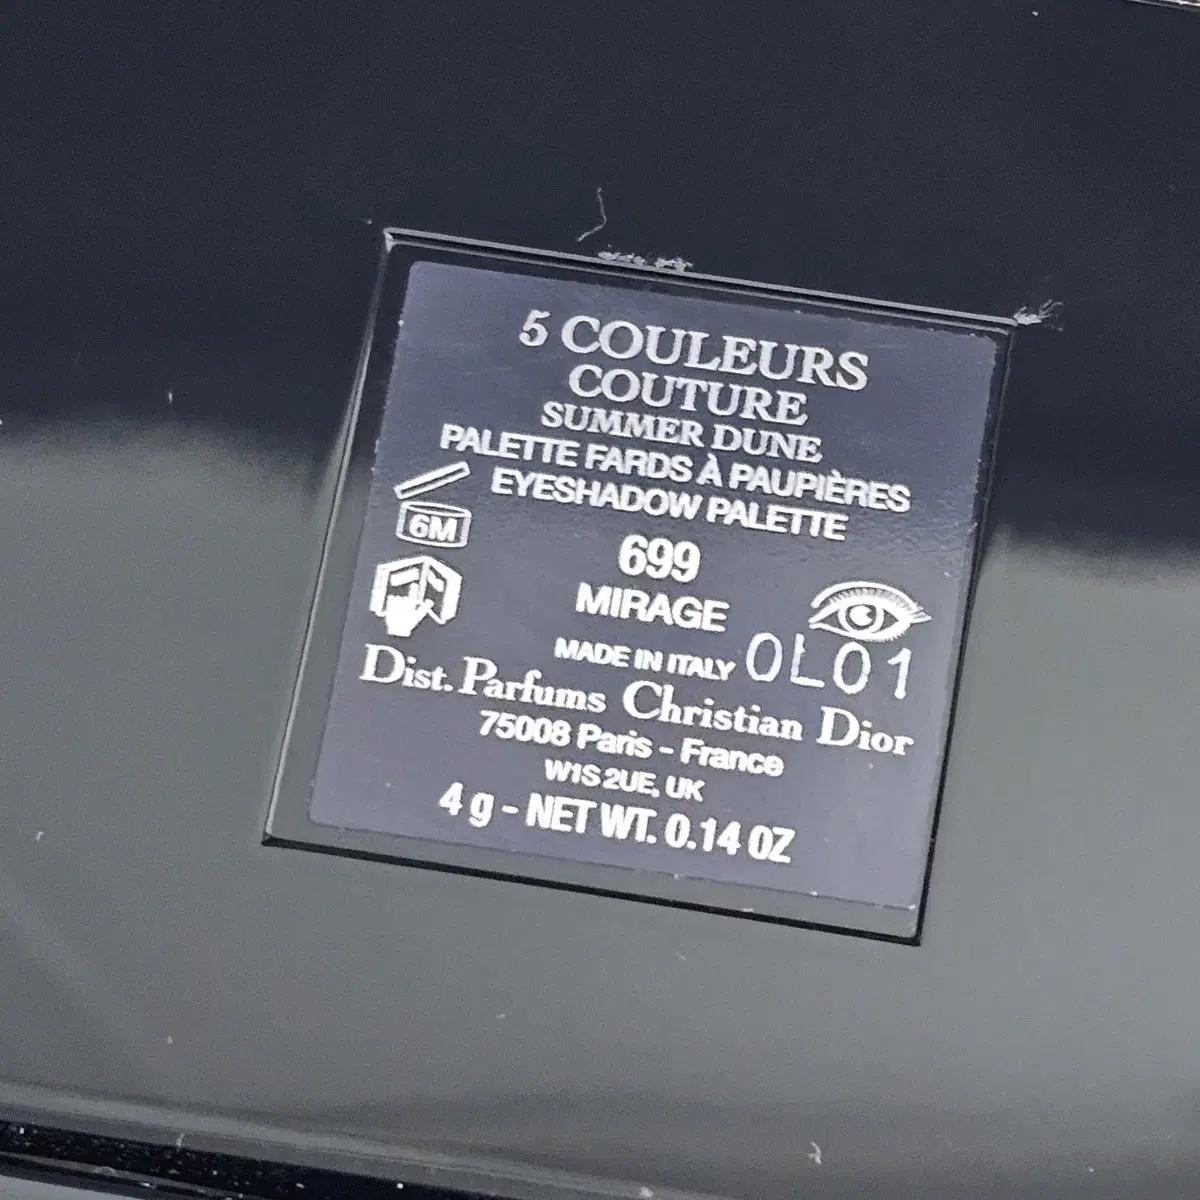 5 COULEURS
COUTURE
SUMMER DUNE
PALETTE FARDS À PAUPIÈRES
EYESHADOW PALETTE
6M
699
MIRAGE
MADE IN ITALY 0L01
Dist. Parfums Christian Dior
75008 Paris - France
W1S 2UE, UK
4 g - NET WT. 0.14 OZ